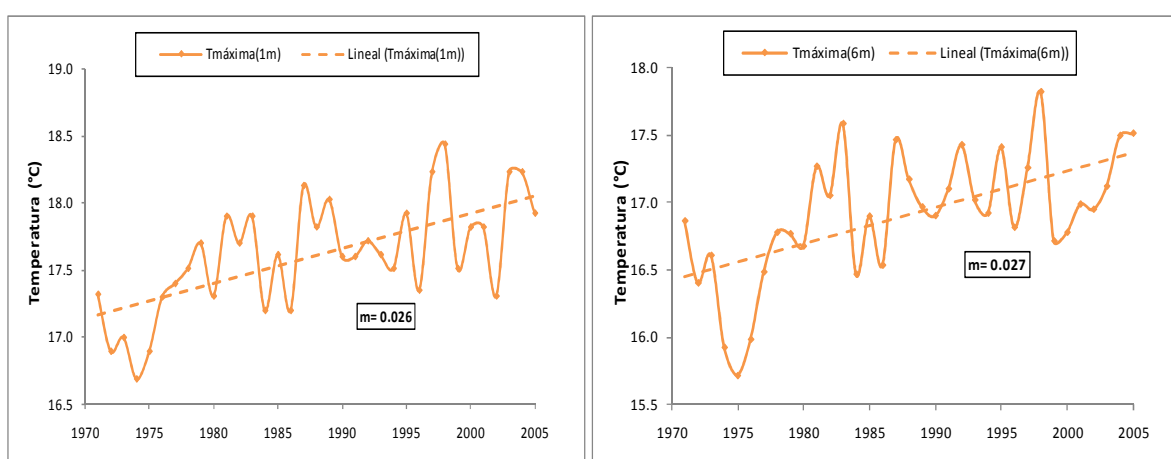 Tmáxima(1m) Lineal (Tmáxima(1m))
19.0
18.5
18.0
17.5
17.0
16.5
Temperatura (°C)
m= 0.026
1970 1975 1980 1985 1990 1995 2000 2005
Tmáxima(6m) Lineal (Tmáxima(6m))
18.0
17.5
17.0
16.5
16.0
15.5
Temperatura (°C)
m= 0.027
1970 1975 1980 1985 1990 1995 2000 2005